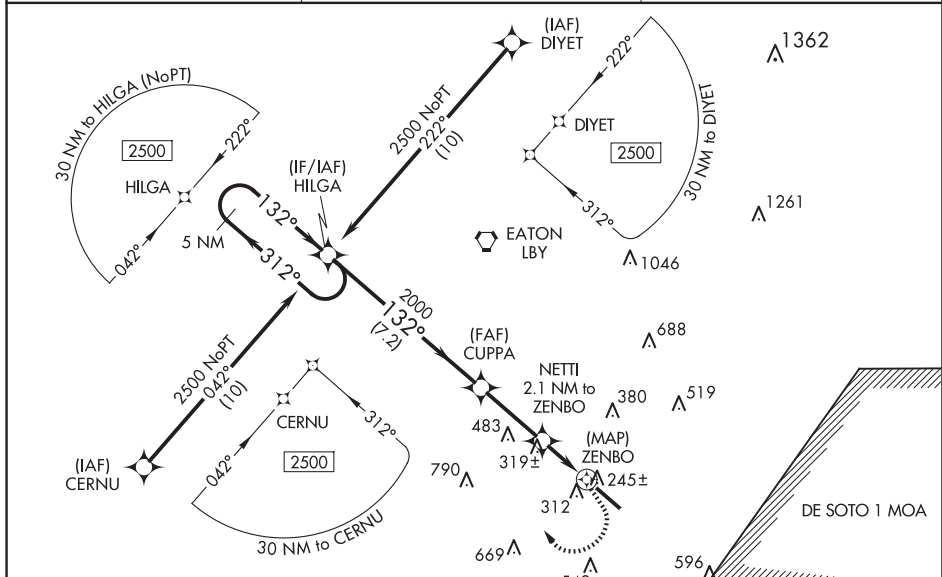 (IAF)
DIYET
1362
30 NM to HILGA (NoPT)
222°
2500
HILGA
042°
2500 NoPT
222°
(10)
222°
DIYET
2500
312°
30 NM to DIYET
(IF/IAF)
HILGA
132°
5 NM
312°
EATON
LBY
1261
1046
2000
132°
(7.2)
(FAF)
CUPPA
688
NETTI
2.1 NM to
ZENBO
380
519
2500 NoPT
042°
(10)
CERNU
312°
042°
2500
30 NM to CERNU
(IAF)
CERNU
483
319±
(MAP)
ZENBO
245±
790
312
669
DE SOTO 1 MOA
596